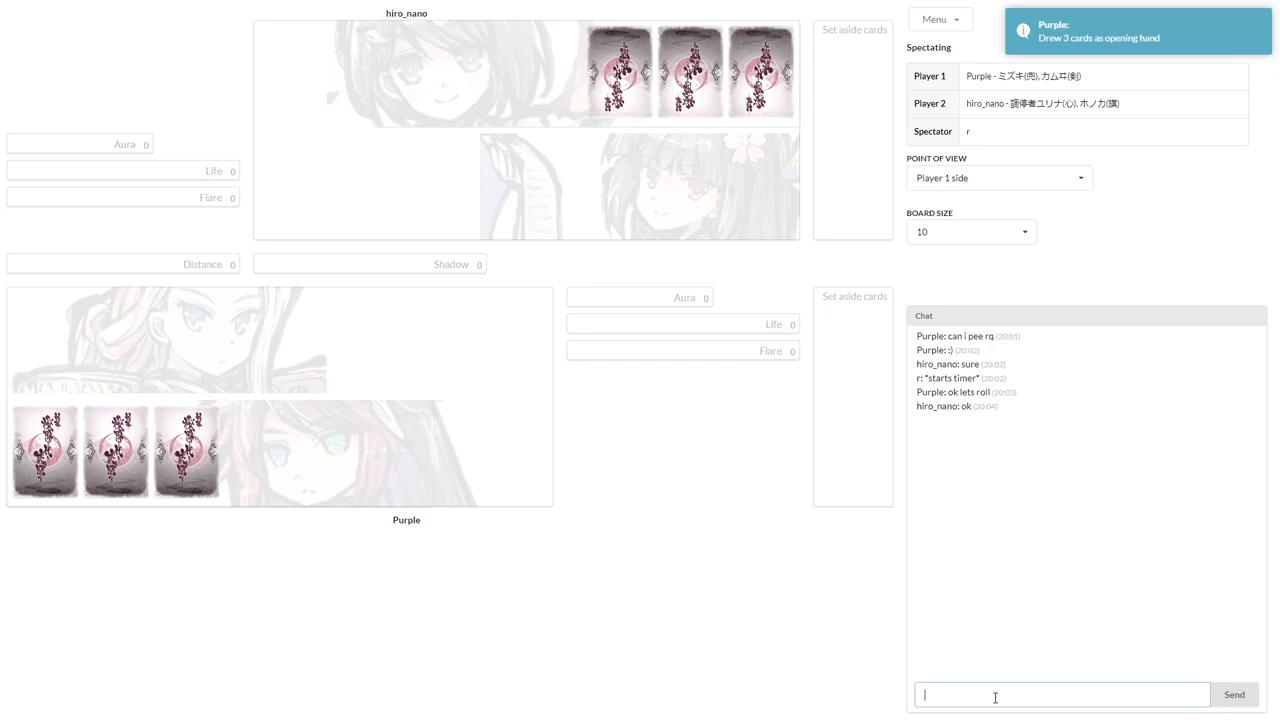 hiro_nano
Set aside cards
Menu
Purple:
Drew 3 cards as opening hand
Spectating
Player 1 Purple - ミズキ(兜), カムヰ(剣)
Player 2 hiro_nano - 調停者ユリナ(心), ホノカ(旗)
Spectator r
Aura 0
Life 0
Flare 0
POINT OF VIEW
Player 1 side
BOARD SIZE
10
Distance 0
Shadow 0
Aura 0
Life 0
Flare 0
Set aside cards
Purple
Chat
Purple: can i pee rq (20:01)
Purple: :) (20:02)
hiro_nano: sure (20:02)
r: *starts timer* (20:02)
Purple: ok lets roll (20:03)
hiro_nano: ok (20:04)
Send